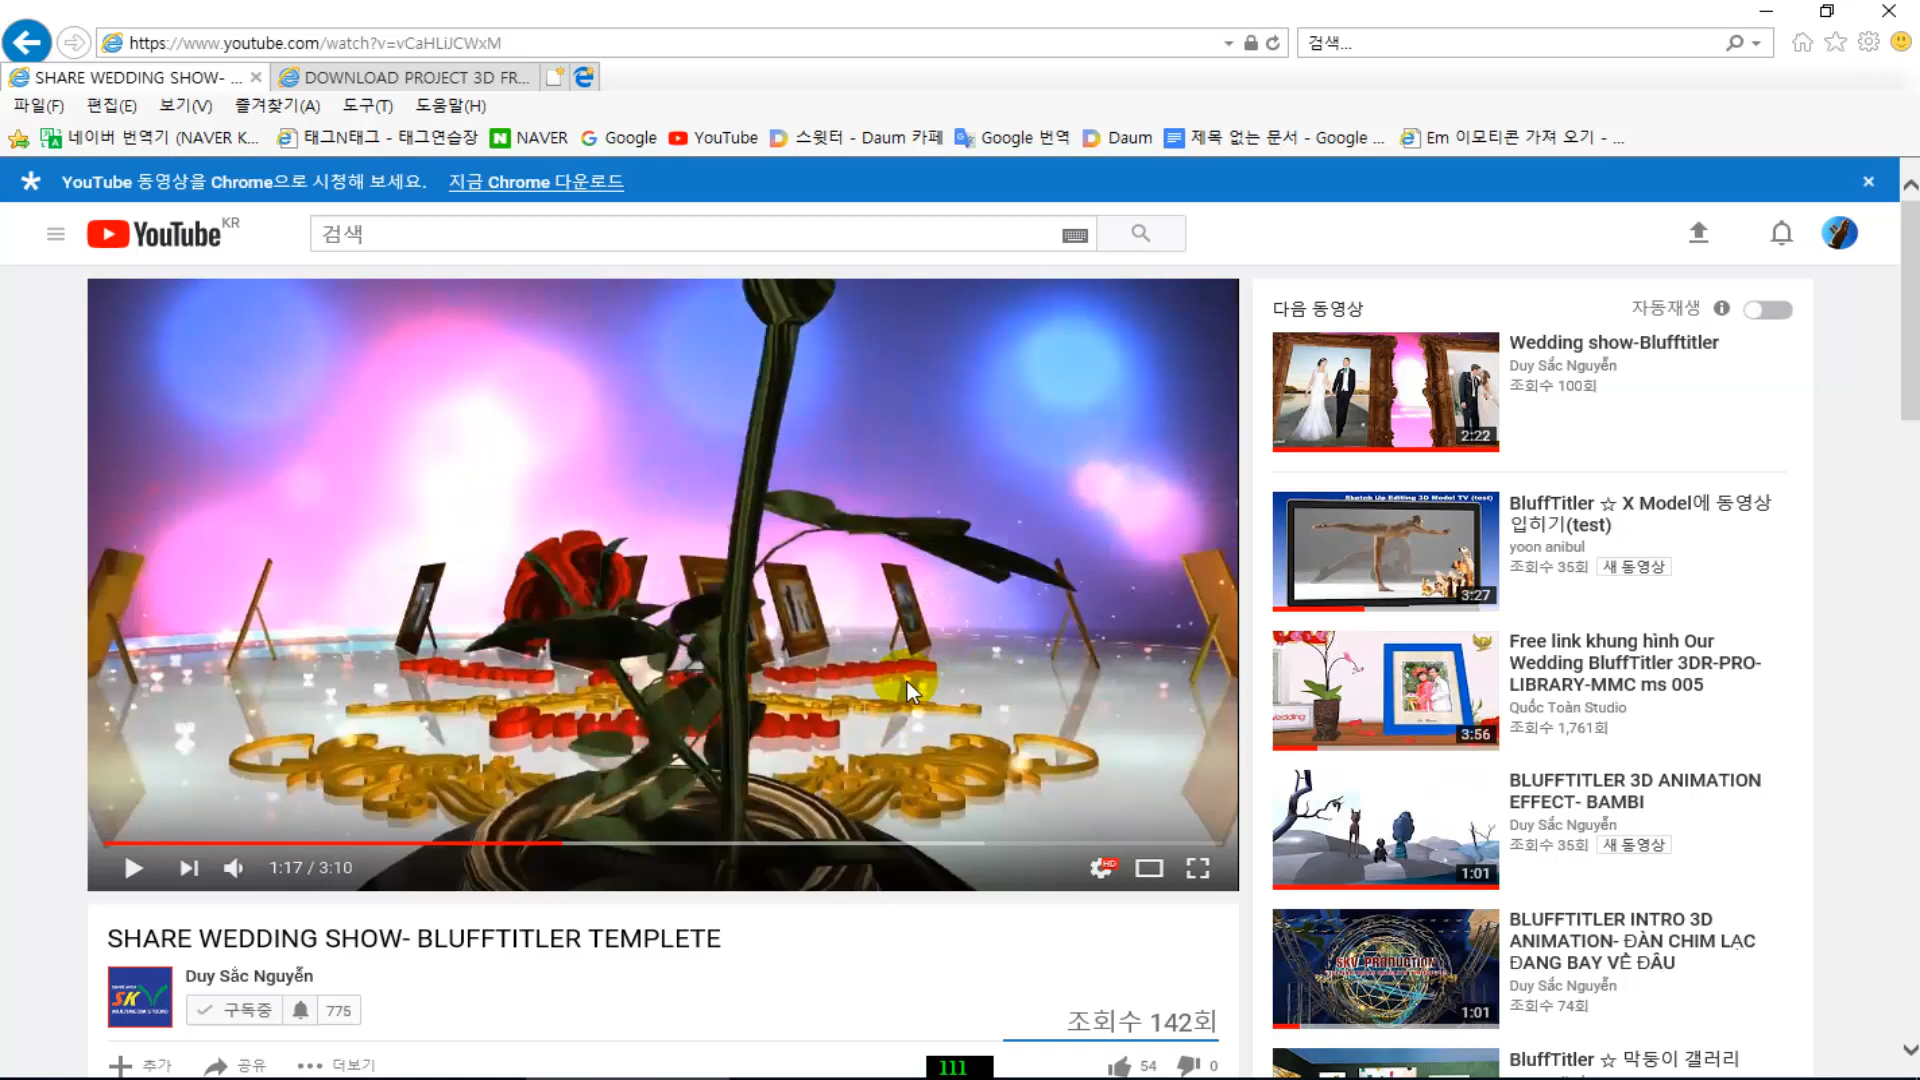 https://www.youtube.com/watch?v=vCaHLiJCWxM
검색...
SHARE WEDDING SHOW- ...
DOWNLOAD PROJECT 3D FR...
파일(F) 편집(E) 보기(V) 즐겨찾기(A) 도구(T) 도움말(H)
네이버 번역기 (NAVER K... 태그N태그 - 태그연습장 NAVER Google YouTube 스윗터 - Daum 카페 Google 번역 Daum 제목 없는 문서 - Google ... Em 이모티콘 가져 오기 - ...
YouTube 동영상을 Chrome으로 시청해 보세요. 지금 Chrome 다운로드
YouTube KR
검색
1:17 / 3:10
HD
SHARE WEDDING SHOW- BLUFFTITLER TEMPLETE
SKV
Duy Sắc Nguyễn
구독중 775
조회수 142회
추가 공유 더보기
111
54 0
다음 동영상
자동재생
2:22
Wedding show-Blufftitler
Duy Sắc Nguyễn
조회수 100회
Sketch Up Editing 3D Model TV (test)
3:27
BluffTitler ☆ X Model에 동영상
입히기(test)
yoon anibul
조회수 35회 새 동영상
Wedding
3:56
Free link khung hình Our
Wedding BluffTitler 3DR-PRO-
LIBRARY-MMC ms 005
Quốc Toàn Studio
조회수 1,761회
1:01
BLUFFTITLER 3D ANIMATION
EFFECT- BAMBI
Duy Sắc Nguyễn
조회수 35회 새 동영상
SKV PRODUCTION
1:01
BLUFFTITLER INTRO 3D
ANIMATION- ĐÀN CHIM LẠC
ĐANG BAY VỀ ĐÂU
Duy Sắc Nguyễn
조회수 74회
BluffTitler ☆ 막둥이 갤러리